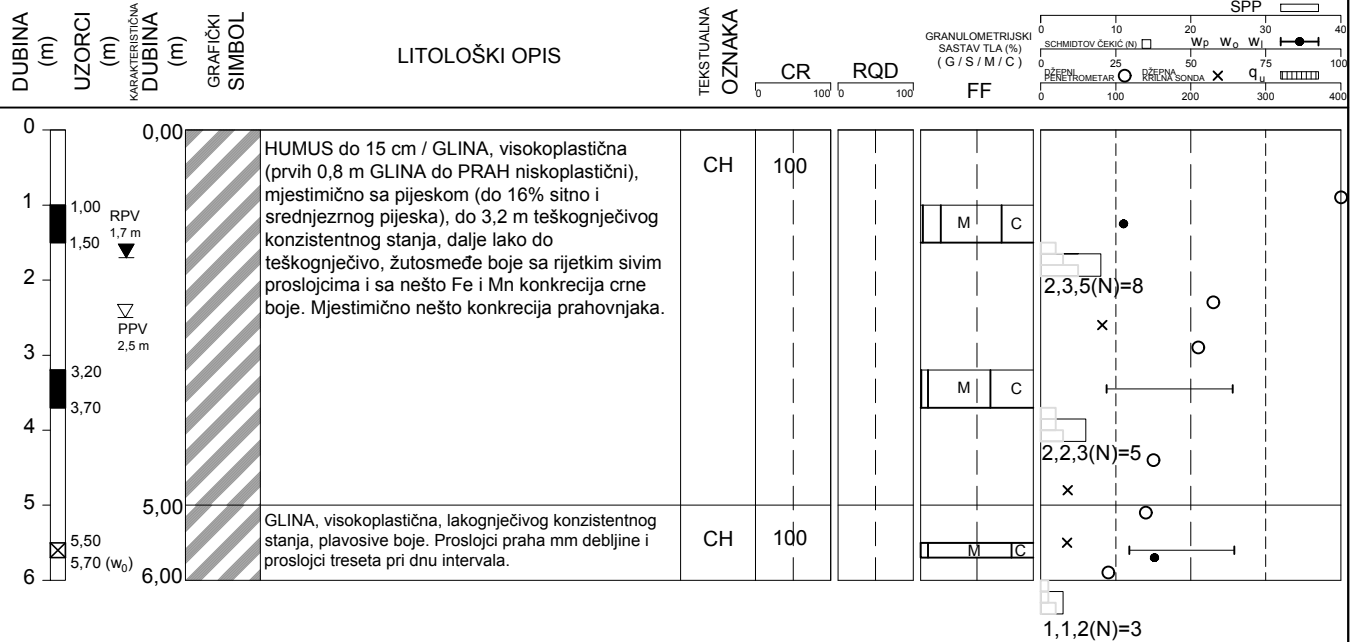 DUBINA
(m)
UZORCI
(m)
KARAKTERISTIČNA
DUBINA
(m)
GRAFIČKI
SIMBOL
LITOLOŠKI OPIS
TEKSTUALNA
OZNAKA
CR
0 100
RQD
0 100
GRANULOMETRIJSKI
SASTAV TLA (%)
( G / S / M / C )
FF
SPP
0 10 20 30 40
SCHMIDTOV ČEKIĆ (N) wp wo wl
0 25 50 75 100
DŽEPNI
PENETROMETAR
DŽEPNA
KRILNA SONDA
qu
0 100 200 300 400
0
0,00
HUMUS do 15 cm / GLINA, visokoplastična
(prvih 0,8 m GLINA do PRAH niskoplastični),
mjestimično sa pijeskom (do 16% sitno i
srednjezrnog pijeska), do 3,2 m teškognječivog
konzistentnog stanja, dalje lako do
teškognječivo, žutosmeđe boje sa rijetkim sivim
proslojcima i sa nešto Fe i Mn konkrecija crne
boje. Mjestimično nešto konkrecija prahovnjaka.
CH
100
1
1,00
1,50
RPV
1,7 m
M C
2
PPV
2,5 m
2,3,5(N)=8
3
3,20
3,70
M C
4
2,2,3(N)=5
5
5,00
GLINA, visokoplastična, lakognječivog konzistentnog
stanja, plavosive boje. Proslojci praha mm debljine i
proslojci treseta pri dnu intervala.
CH
100
5,50
5,70 (w0)
M C
6
6,00
1,1,2(N)=3